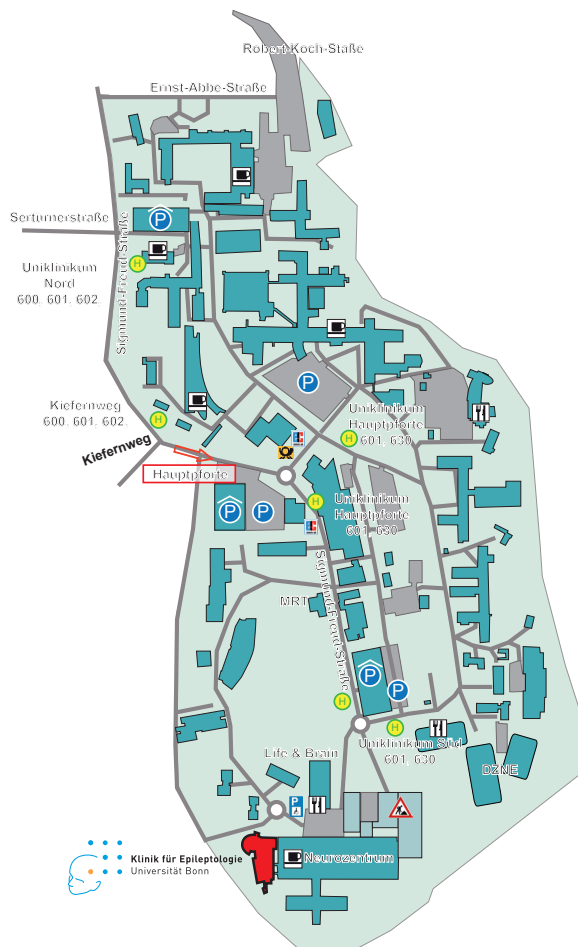 Robert-Koch-Staße
Ernst-Abbe-Straße
Serturnerstraße
P
Sigmund-Freud-Straße
H
Uniklinikum
Nord
600. 601. 602.
P
Kiefernweg
600. 601. 602.
H
Uniklinikum
Hauptpforte
601, 630
H
Kiefernweg
Hauptpforte
P
P
H
Uniklinikum
Hauptpforte
601, 630
Sigmund-Freud-Straße
MRT
P
P
H
H
Uniklinikum Süd
601, 630
Life & Brain
DZNE
P
Neurozentrum
Klinik für Epileptologie
Universität Bonn